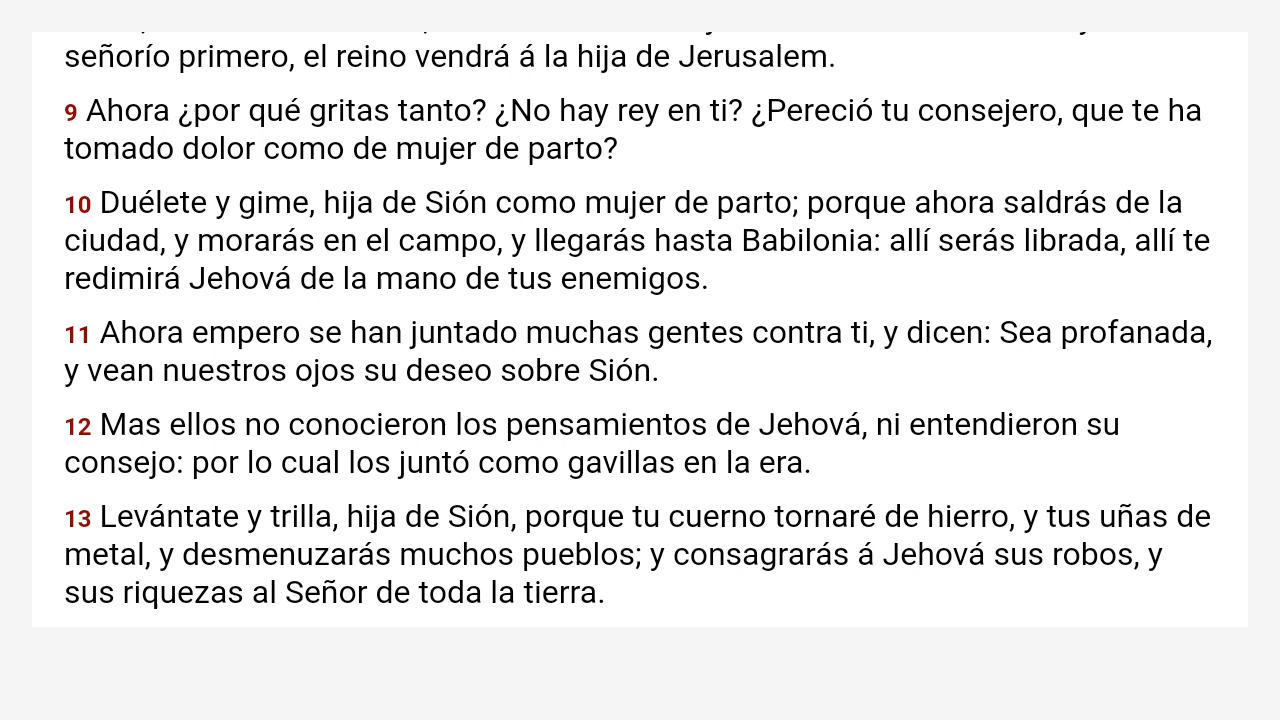 señorío primero, el reino vendrá á la hija de Jerusalem.
9 Ahora ¿por qué gritas tanto? ¿No hay rey en ti? ¿Pereció tu consejero, que te ha
tomado dolor como de mujer de parto?
10 Duélete y gime, hija de Sión como mujer de parto; porque ahora saldrás de la
ciudad, y morarás en el campo, y llegarás hasta Babilonia: allí serás librada, allí te
redimirá Jehová de la mano de tus enemigos.
11 Ahora empero se han juntado muchas gentes contra ti, y dicen: Sea profanada,
y vean nuestros ojos su deseo sobre Sión.
12 Mas ellos no conocieron los pensamientos de Jehová, ni entendieron su
consejo: por lo cual los juntó como gavillas en la era.
13 Levántate y trilla, hija de Sión, porque tu cuerno tornaré de hierro, y tus uñas de
metal, y desmenuzarás muchos pueblos; y consagrarás á Jehová sus robos, y
sus riquezas al Señor de toda la tierra.